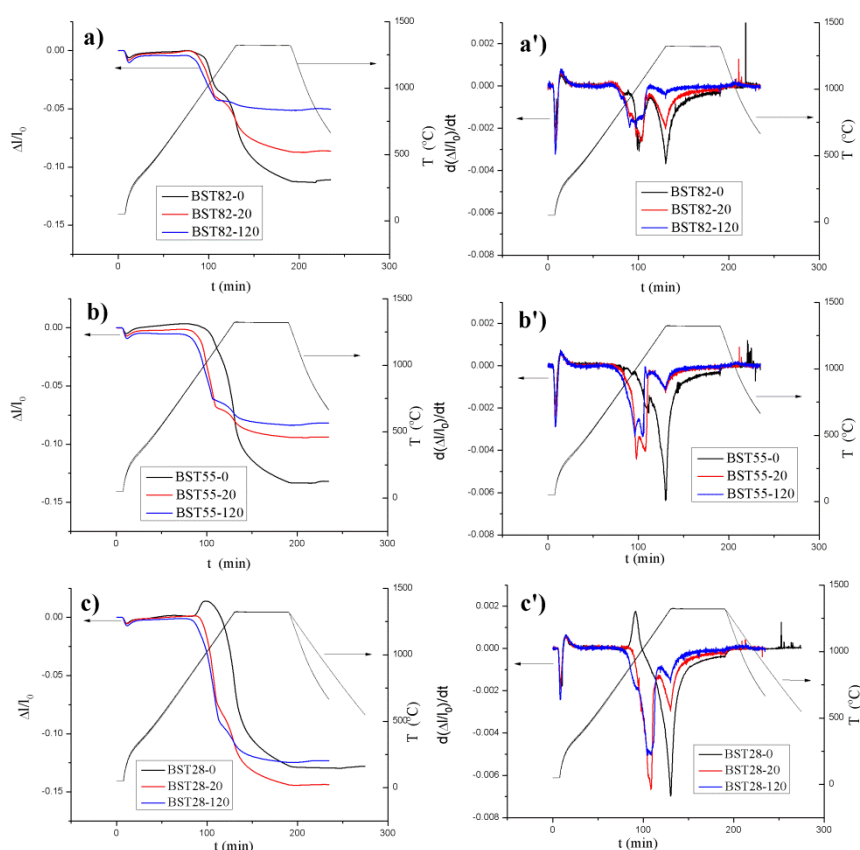 a)
0.00
-0.05
-0.10
-0.15
Δl/l0
1500
1000
500
0
T (°C)
BST82-0
BST82-20
BST82-120
0 100 200 300
t (min)
a')
0.002
0.000
-0.002
-0.004
-0.006
-0.008
d(Δl/l0)/dt
1500
1000
500
0
T (°C)
BST82-0
BST82-20
BST82-120
0 100 200 300
t (min)
b)
0.00
-0.05
-0.10
-0.15
Δl/l0
1500
1000
500
0
T (°C)
BST55-0
BST55-20
BST55-120
0 100 200 300
t (min)
b')
0.002
0.000
-0.002
-0.004
-0.006
-0.008
d(Δl/l0)/dt
1500
1000
500
0
T (°C)
BST55-0
BST55-20
BST55-120
0 100 200 300
t (min)
c)
0.00
-0.05
-0.10
-0.15
Δl/l0
1500
1000
500
0
T (°C)
BST28-0
BST28-20
BST28-120
0 100 200 300
t (min)
c')
0.002
0.000
-0.002
-0.004
-0.006
-0.008
d(Δl/l0)/dt
1500
1000
500
0
T (°C)
BST28-0
BST28-20
BST28-120
0 100 200 300
t (min)